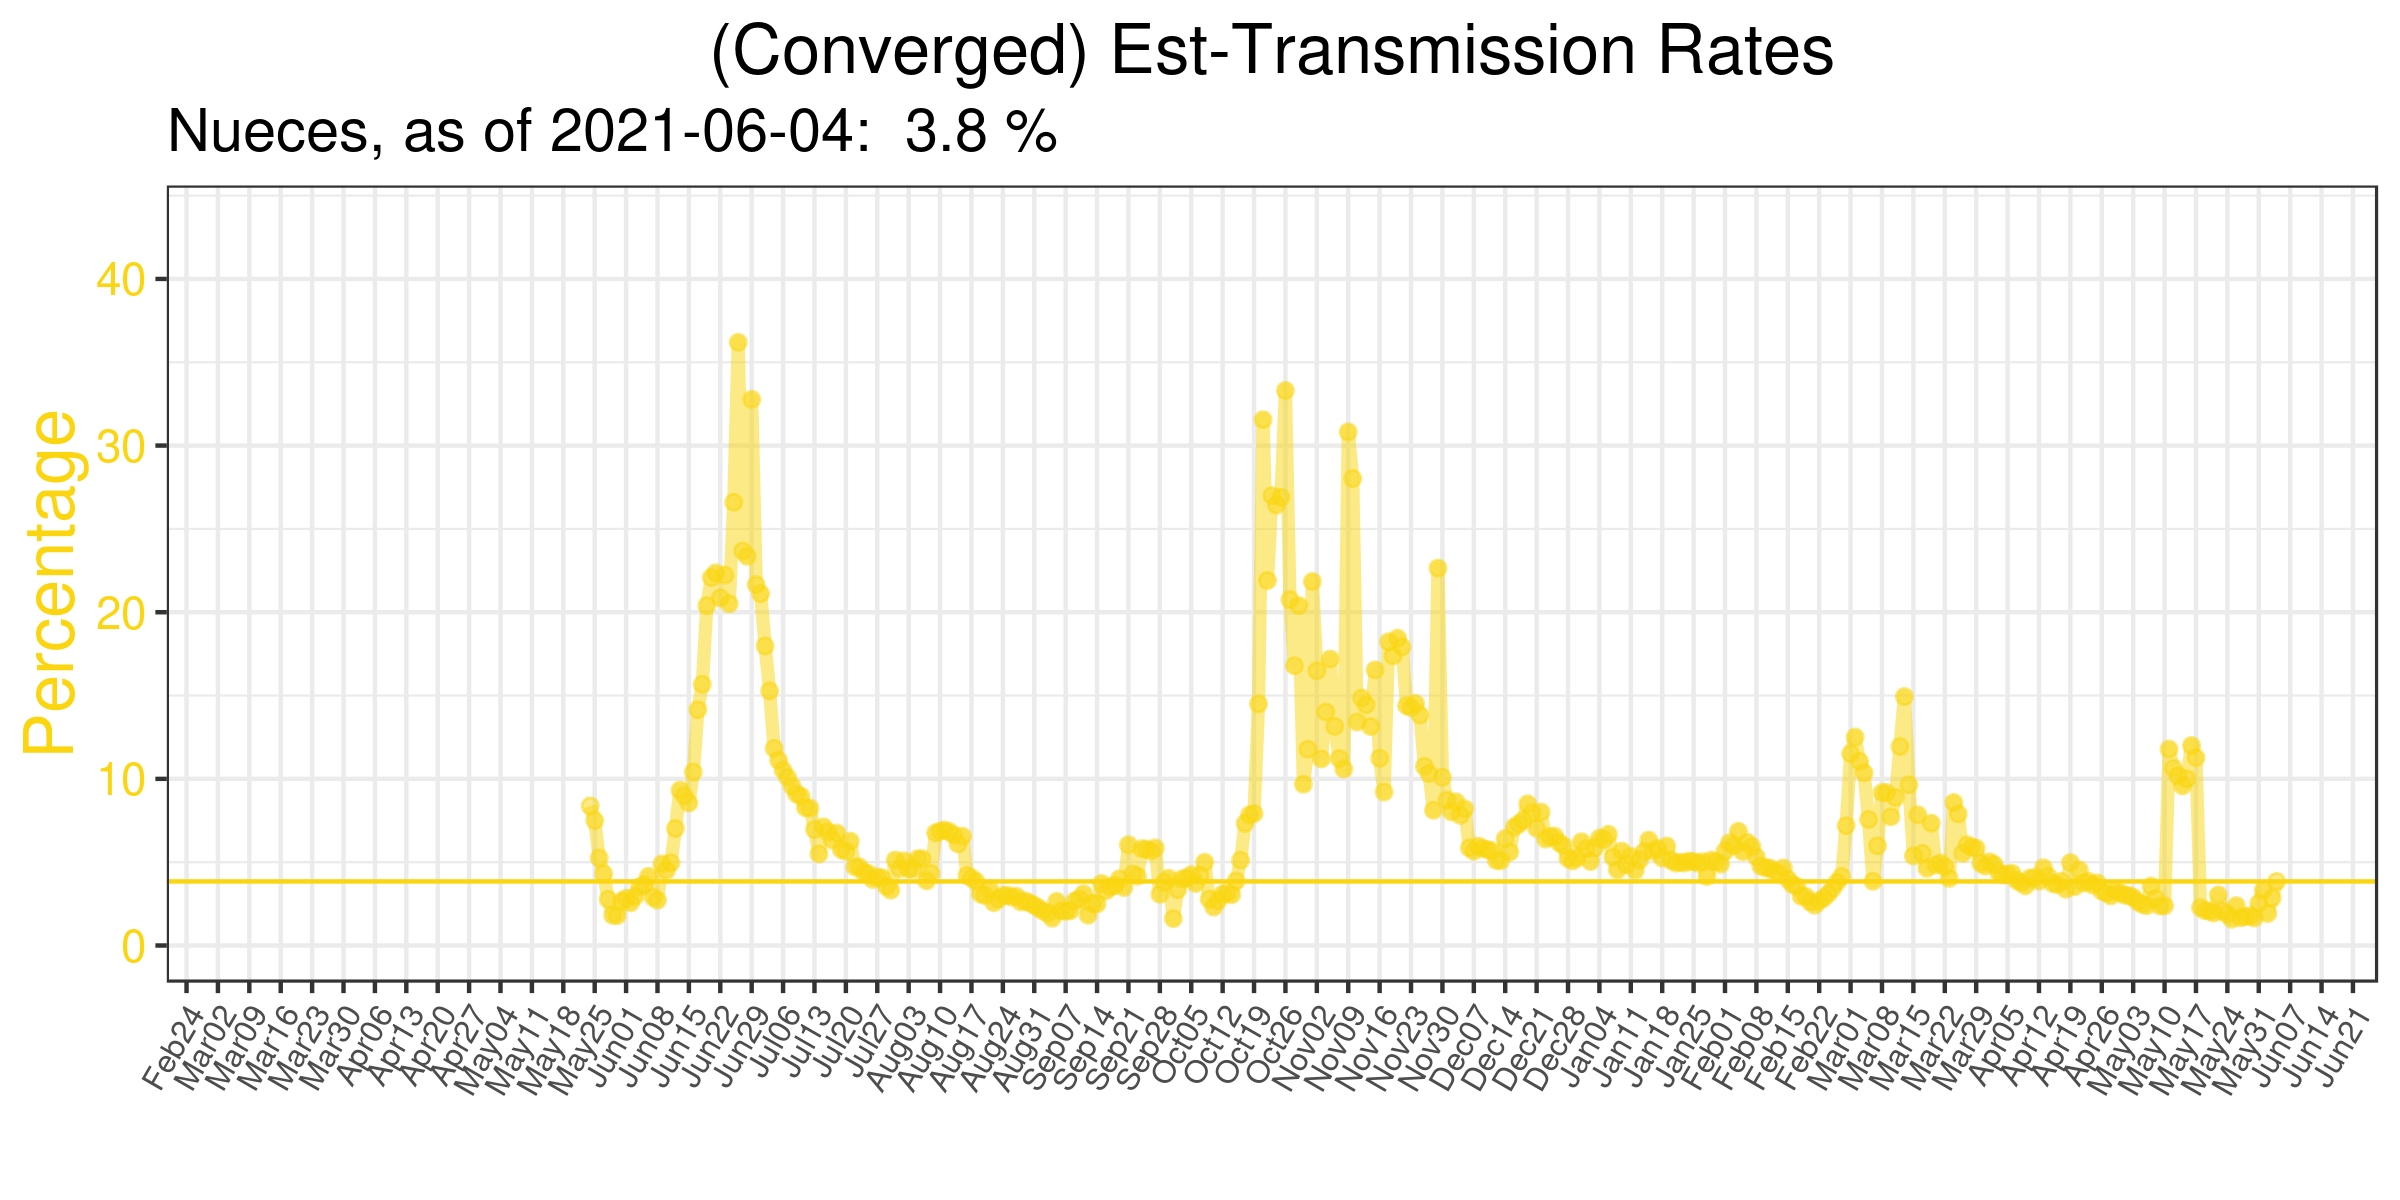 (Converged) Est-Transmission Rates
Nueces, as of 2021-06-04:  3.8 %
Percentage
40
30
20
10
0
Feb24
Mar02
Mar09
Mar16
Mar23
Mar30
Apr06
Apr13
Apr20
Apr27
May04
May11
May18
May25
Jun01
Jun08
Jun15
Jun22
Jun29
Jul06
Jul13
Jul20
Jul27
Aug03
Aug10
Aug17
Aug24
Aug31
Sep07
Sep14
Sep21
Sep28
Oct05
Oct12
Oct19
Oct26
Nov02
Nov09
Nov16
Nov23
Nov30
Dec07
Dec14
Dec21
Dec28
Jan04
Jan11
Jan18
Jan25
Feb01
Feb08
Feb15
Feb22
Mar01
Mar08
Mar15
Mar22
Mar29
Apr05
Apr12
Apr19
Apr26
May03
May10
May17
May24
May31
Jun07
Jun14
Jun21